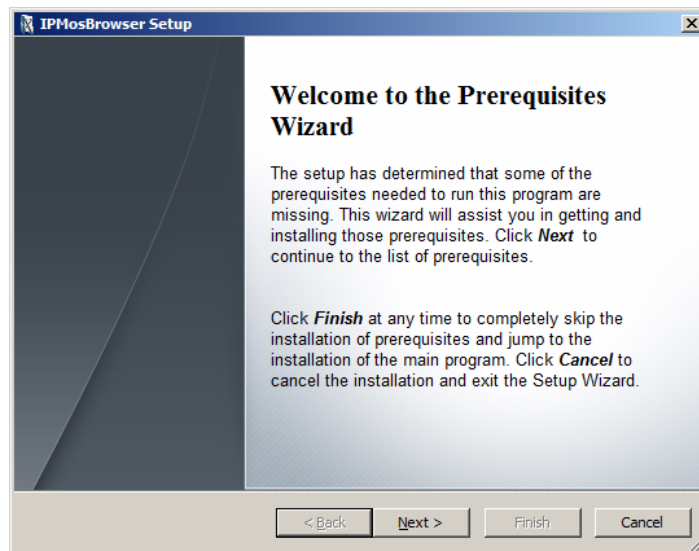 IPMosBrowser Setup
Welcome to the Prerequisites
Wizard
The setup has determined that some of the
prerequisites needed to run this program are
missing. This wizard will assist you in getting and
installing those prerequisites. Click Next to
continue to the list of prerequisites.
Click Finish at any time to completely skip the
installation of prerequisites and jump to the
installation of the main program. Click Cancel to
cancel the installation and exit the Setup Wizard.
< Back
Next >
Finish
Cancel